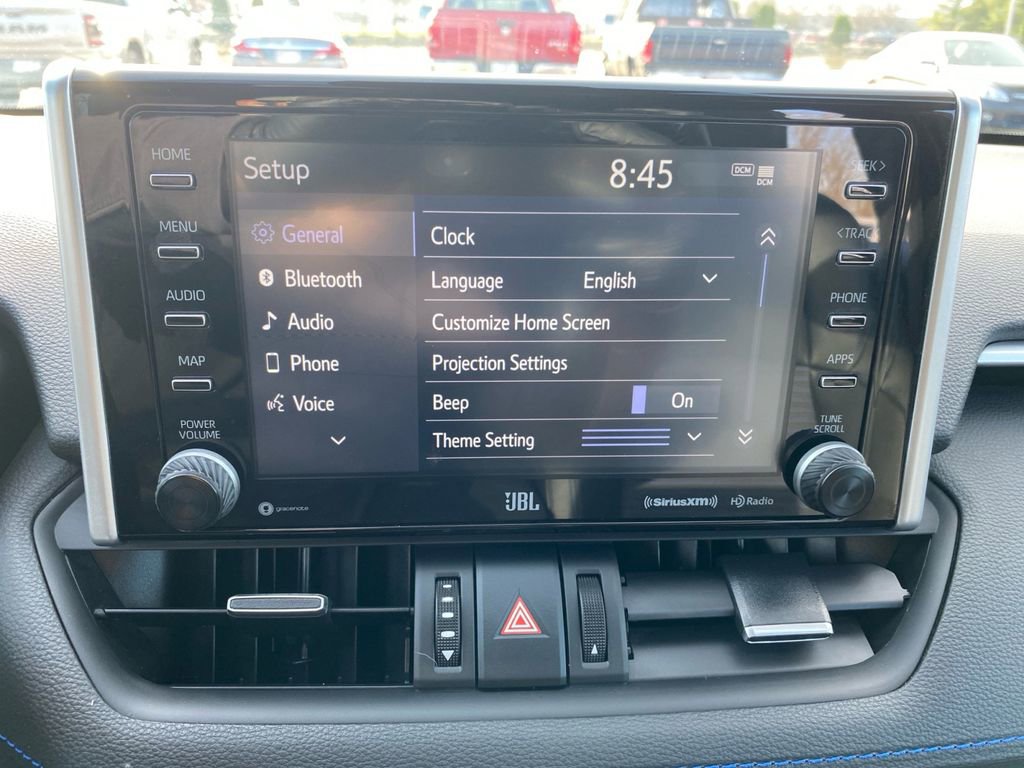 Setup 8:45 DCM DCM
General
Bluetooth
Audio
Phone
Voice
Clock
Language English
Customize Home Screen
Projection Settings
Beep On
Theme Setting
HOME
MENU
AUDIO
MAP
POWER
VOLUME
SEEK >
< TRACK
PHONE
APPS
TUNE
SCROLL
gracenote
JBL
((SiriusXM))
HD Radio